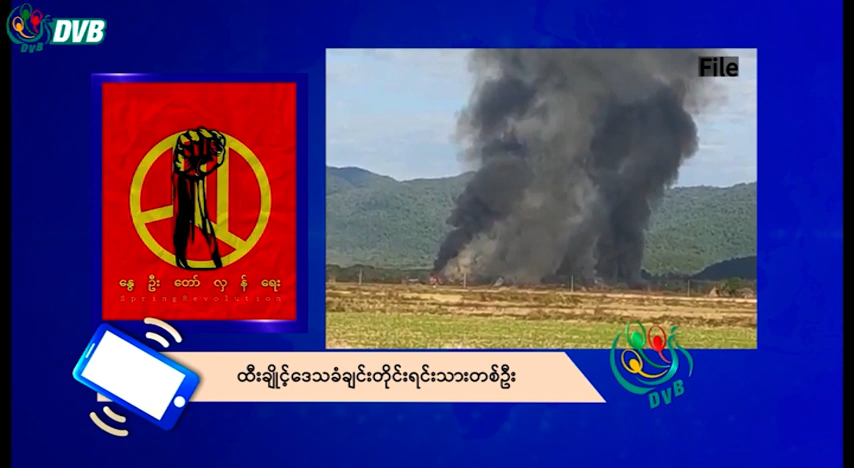 DVB
DVB
File
နွေ ဦး တော် လှ န် ရေး
SpringRevolution
ထီးချိုင့်ဒေသခံချင်းတိုင်းရင်းသားတစ်ဦး
DVB